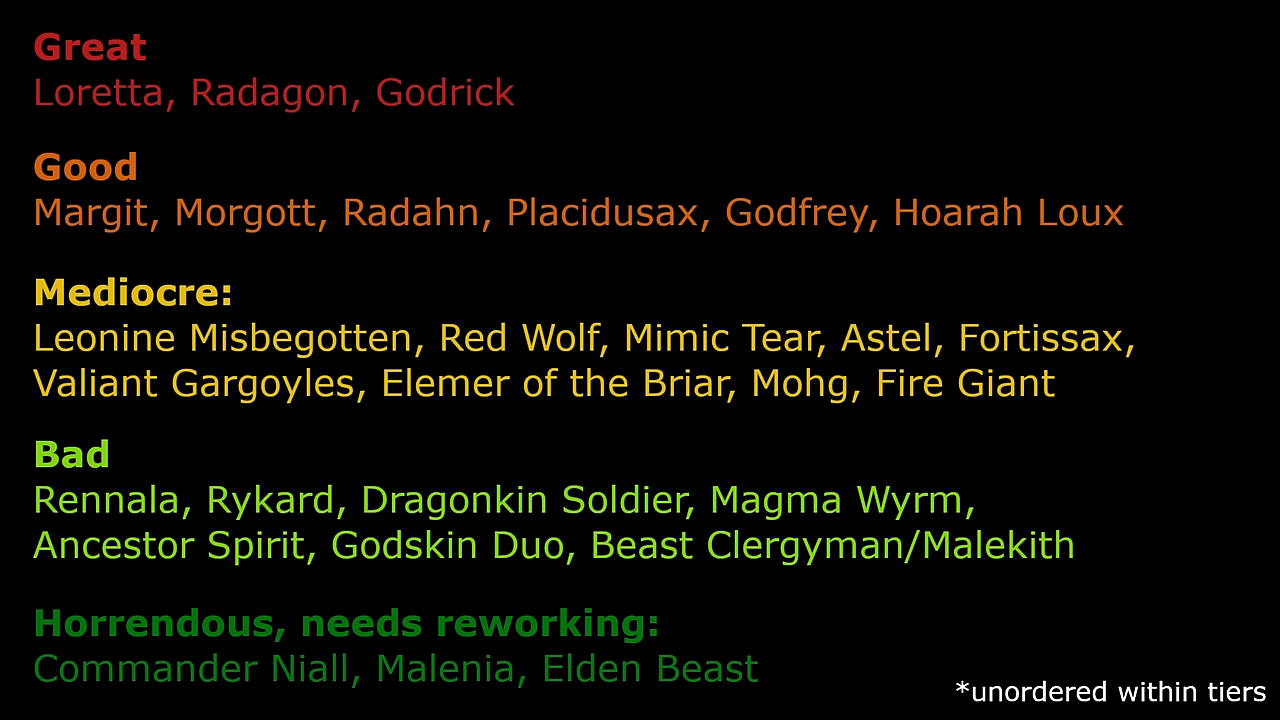 Great
Loretta, Radagon, Godrick
Good
Margit, Morgott, Radahn, Placidusax, Godfrey, Hoarah Loux
Mediocre:
Leonine Misbegotten, Red Wolf, Mimic Tear, Astel, Fortissax,
Valiant Gargoyles, Elemer of the Briar, Mohg, Fire Giant
Bad
Rennala, Rykard, Dragonkin Soldier, Magma Wyrm,
Ancestor Spirit, Godskin Duo, Beast Clergyman/Malekith
Horrendous, needs reworking:
Commander Niall, Malenia, Elden Beast
*unordered within tiers